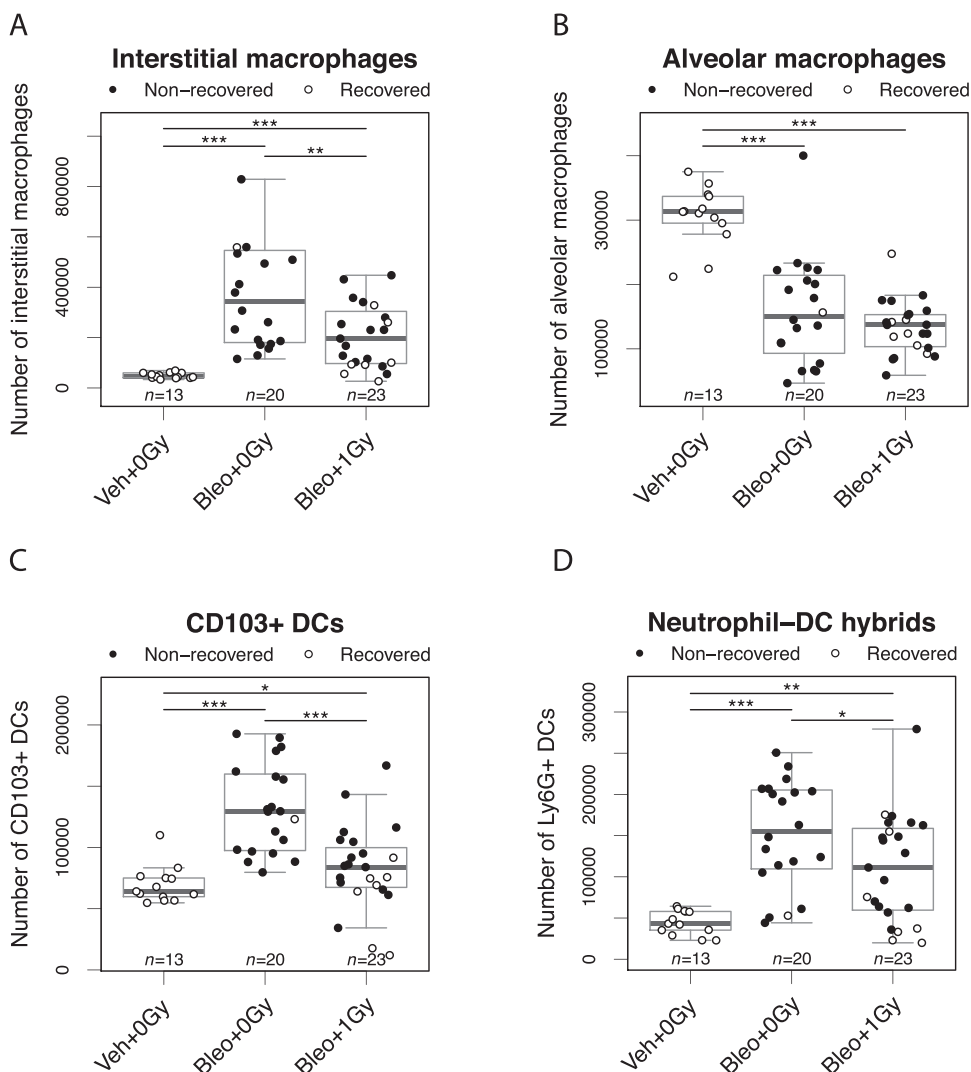 A
Interstitial macrophages
● Non−recovered ○ Recovered
Number of interstitial macrophages
800000
400000
0
***
***
**
n=13
n=20
n=23
Veh+0Gy
Bleo+0Gy
Bleo+1Gy
B
Alveolar macrophages
● Non−recovered ○ Recovered
Number of alveolar macrophages
300000
100000
***
***
n=13
n=20
n=23
Veh+0Gy
Bleo+0Gy
Bleo+1Gy
C
CD103+ DCs
● Non−recovered ○ Recovered
Number of CD103+ DCs
200000
100000
0
*
***
***
n=13
n=20
n=23
Veh+0Gy
Bleo+0Gy
Bleo+1Gy
D
Neutrophil−DC hybrids
● Non−recovered ○ Recovered
Number of Ly6G+ DCs
300000
200000
100000
0
**
***
*
n=13
n=20
n=23
Veh+0Gy
Bleo+0Gy
Bleo+1Gy